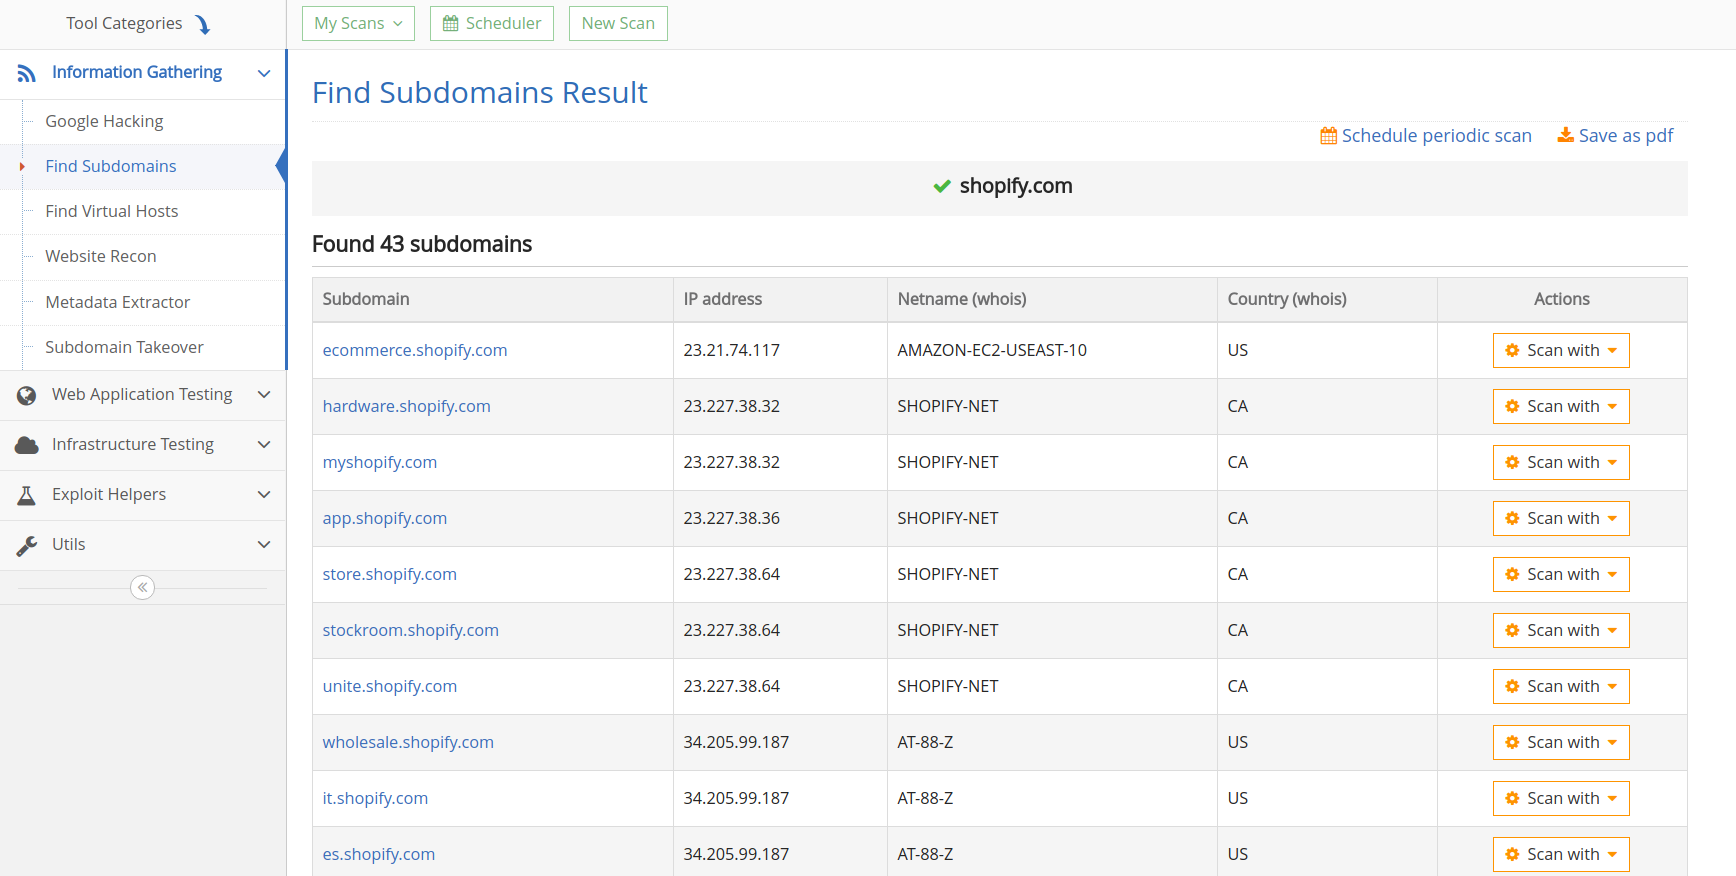 Tool Categories
My Scans
Scheduler
New Scan
Information Gathering
Google Hacking
Find Subdomains
Find Virtual Hosts
Website Recon
Metadata Extractor
Subdomain Takeover
Web Application Testing
Infrastructure Testing
Exploit Helpers
Utils
Find Subdomains Result
Schedule periodic scan Save as pdf
shopify.com
Found 43 subdomains
Subdomain IP address Netname (whois) Country (whois) Actions
ecommerce.shopify.com 23.21.74.117 AMAZON-EC2-USEAST-10 US Scan with
hardware.shopify.com 23.227.38.32 SHOPIFY-NET CA Scan with
myshopify.com 23.227.38.32 SHOPIFY-NET CA Scan with
app.shopify.com 23.227.38.36 SHOPIFY-NET CA Scan with
store.shopify.com 23.227.38.64 SHOPIFY-NET CA Scan with
stockroom.shopify.com 23.227.38.64 SHOPIFY-NET CA Scan with
unite.shopify.com 23.227.38.64 SHOPIFY-NET CA Scan with
wholesale.shopify.com 34.205.99.187 AT-88-Z US Scan with
it.shopify.com 34.205.99.187 AT-88-Z US Scan with
es.shopify.com 34.205.99.187 AT-88-Z US Scan with